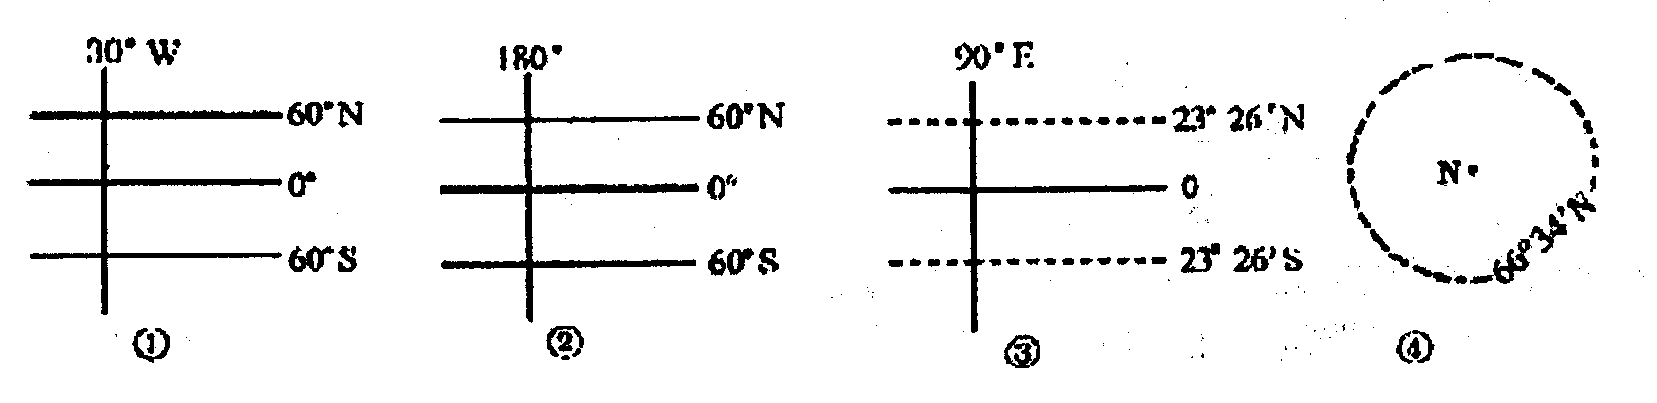 30° W
60° N
0°
60° S
①
180°
60° N
0°
60° S
②
90° E
23° 26′ N
0
23° 26′ S
③
N
66° 34′ N
④